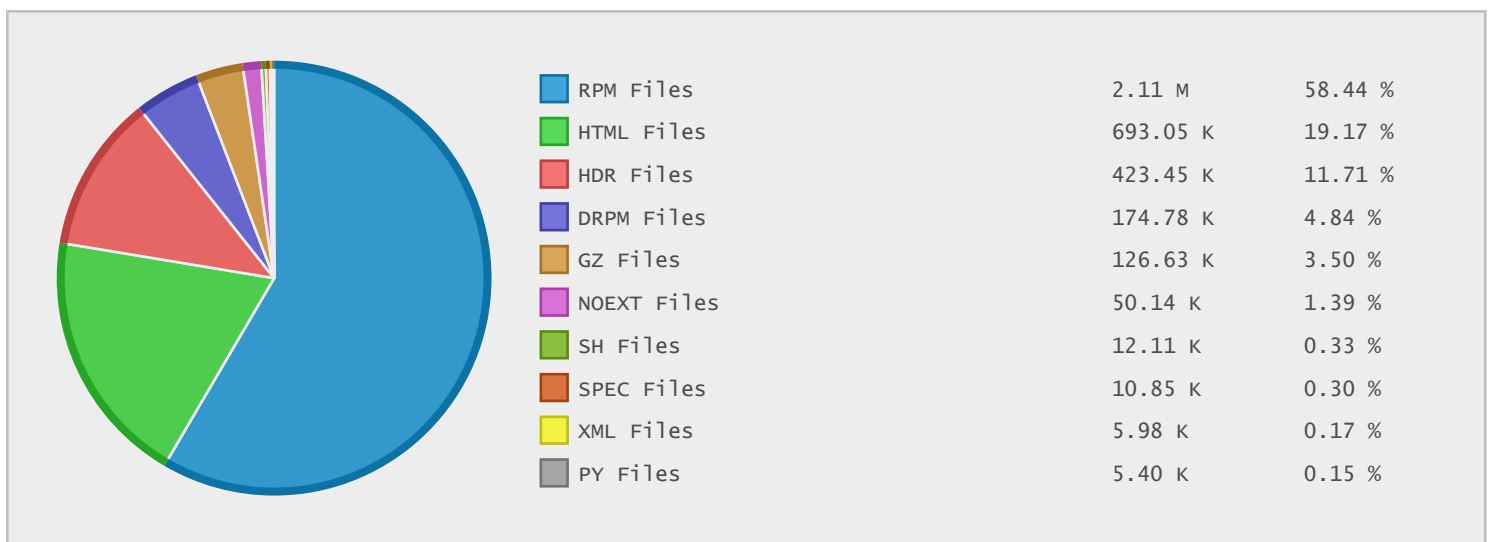 RPM Files 2.11 M 58.44 %
HTML Files 693.05 K 19.17 %
HDR Files 423.45 K 11.71 %
DRPM Files 174.78 K 4.84 %
GZ Files 126.63 K 3.50 %
NOEXT Files 50.14 K 1.39 %
SH Files 12.11 K 0.33 %
SPEC Files 10.85 K 0.30 %
XML Files 5.98 K 0.17 %
PY Files 5.40 K 0.15 %